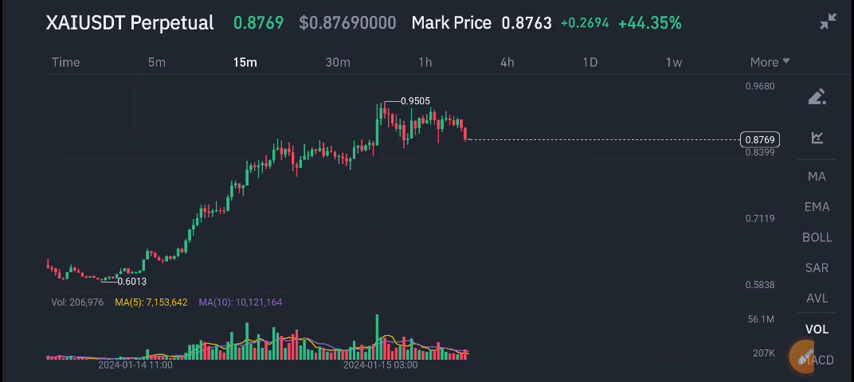 XAIUSDT Perpetual 0.8769 $0.87690000 Mark Price 0.8763 +0.2694 +44.35%
Time 5m 15m 30m 1h 4h 1D 1w More
0.9680
0.9505
0.8769
0.8399
MA
EMA
0.7119
BOLL
SAR
0.6013
0.5838
AVL
Vol: 206,976 MA(5): 7,153,642 MA(10): 10,121,164
56.1M
VOL
207K
MACD
2024-01-14 11:00 2024-01-15 03:00